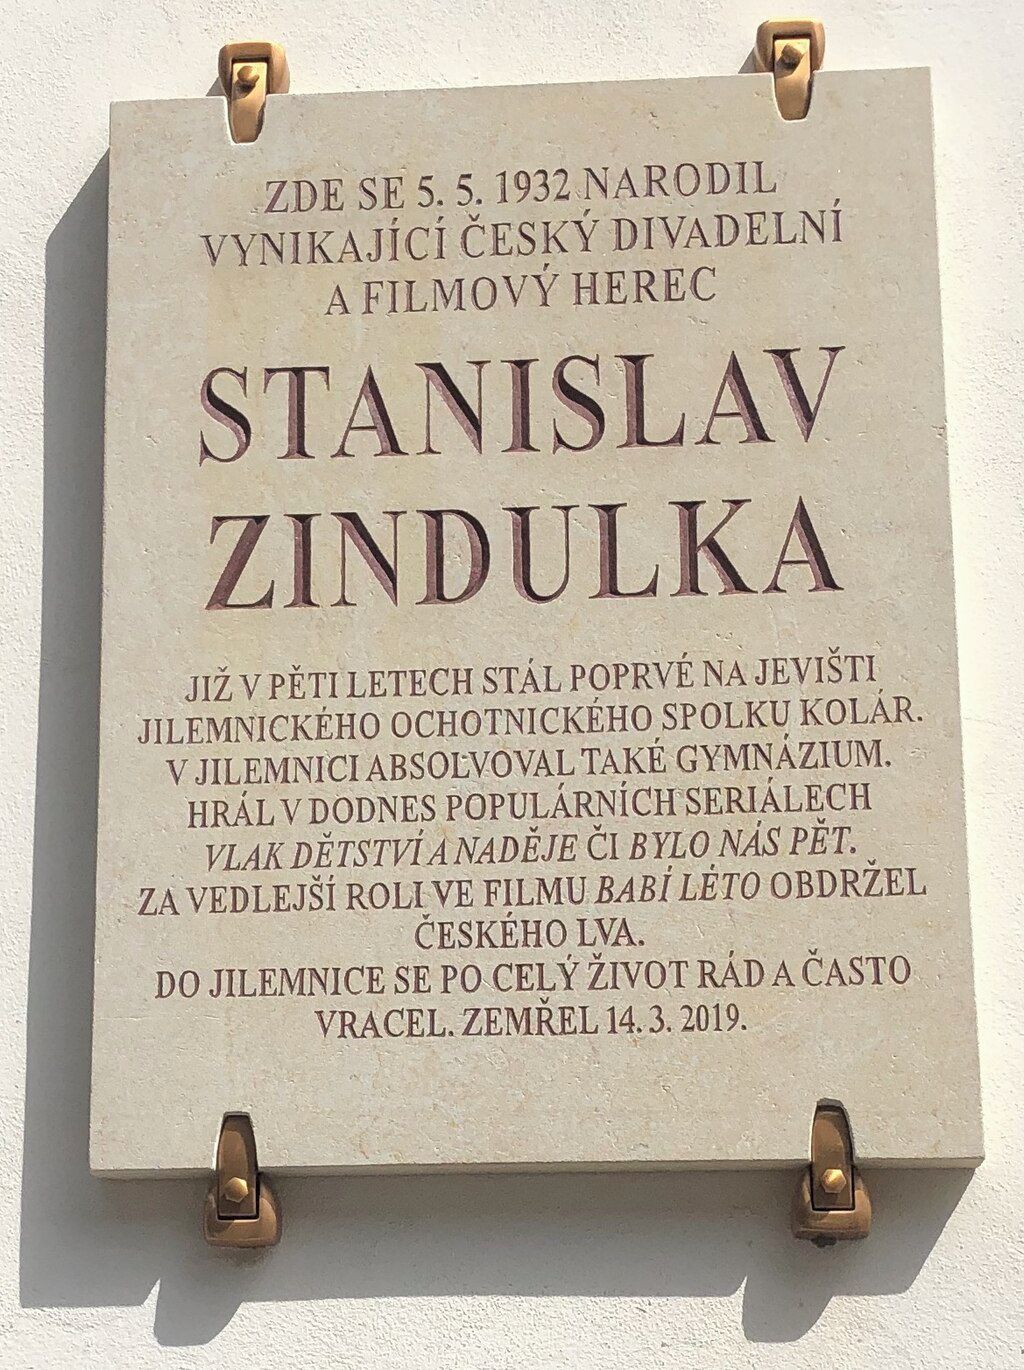 ZDE SE 5. 5. 1932 NARODIL
VYNIKAJÍCÍ ČESKÝ DIVADELNÍ
A FILMOVÝ HEREC
STANISLAV
ZINDULKA
JIŽ V PĚTI LETECH STÁL POPRVÉ NA JEVIŠTI
JILEMNICKÉHO OCHOTNICKÉHO SPOLKU KOLÁR.
V JILEMNICI ABSOLVOVAL TAKÉ GYMNÁZIUM.
HRÁL V DODNES POPULÁRNÍCH SERIÁLECH
VLAK DĚTSTVÍ A NADĚJE ČI BYLO NÁS PĚT.
ZA VEDLEJŠÍ ROLI VE FILMU BABÍ LÉTO OBDRŽEL
ČESKÉHO LVA.
DO JILEMNICE SE PO CELÝ ŽIVOT RÁD A ČASTO
VRACEL. ZEMŘEL 14. 3. 2019.